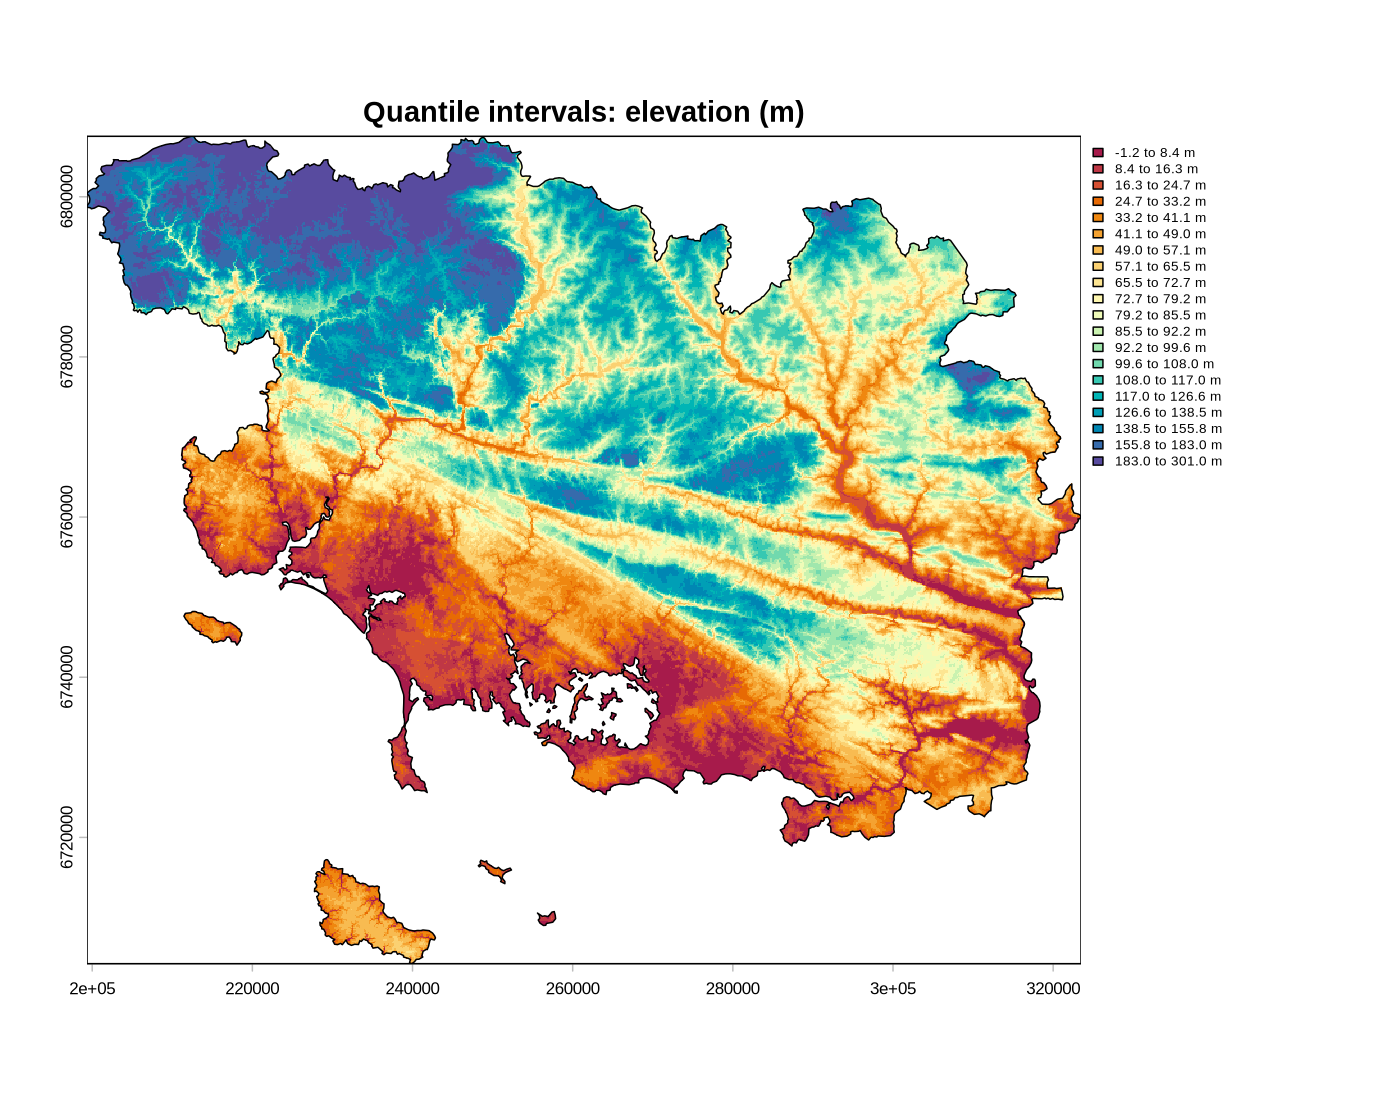 Quantile intervals: elevation (m)
-1.2 to 8.4 m
8.4 to 16.3 m
16.3 to 24.7 m
24.7 to 33.2 m
33.2 to 41.1 m
41.1 to 49.0 m
49.0 to 57.1 m
57.1 to 65.5 m
65.5 to 72.7 m
72.7 to 79.2 m
79.2 to 85.5 m
85.5 to 92.2 m
92.2 to 99.6 m
99.6 to 108.0 m
108.0 to 117.0 m
117.0 to 126.6 m
126.6 to 138.5 m
138.5 to 155.8 m
155.8 to 183.0 m
183.0 to 301.0 m
6800000
6780000
6760000
6740000
6720000
2e+05
220000
240000
260000
280000
3e+05
320000